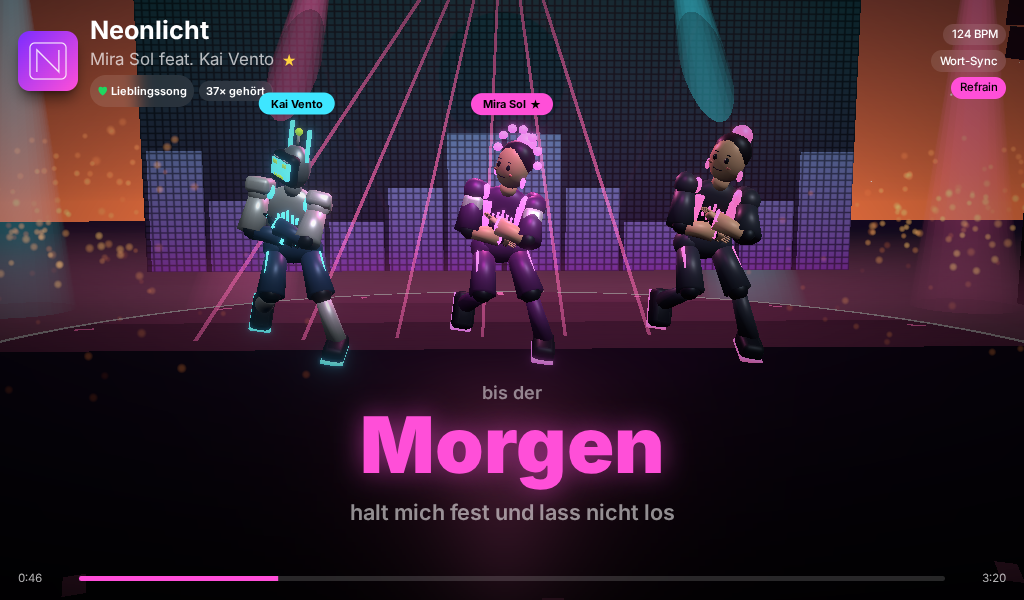 Neonlicht
Mira Sol feat. Kai Vento ★
Lieblingssong
37× gehört
124 BPM
Wort-Sync
Refrain
Kai Vento
Mira Sol ★
bis der
Morgen
halt mich fest und lass nicht los
0:46
3:20